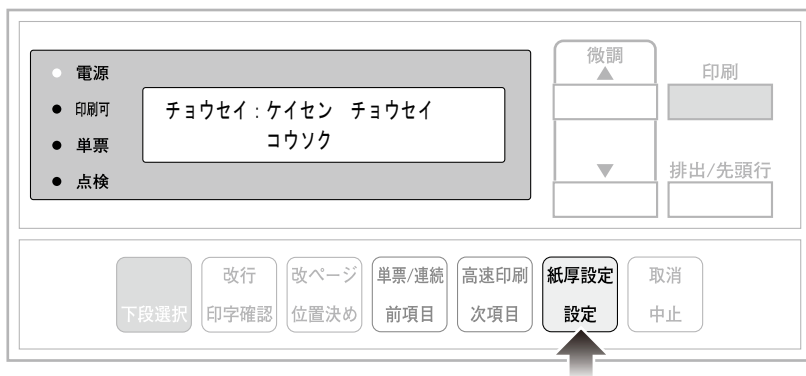 電源
印刷可
単票
点検
チョウセイ：ケイセン　チョウセイ
コウソク
微調
▲
▼
印刷
排出/先頭行
下段選択
改行
印字確認
改ページ
位置決め
単票/連続
前項目
高速印刷
次項目
紙厚設定
設定
取消
中止